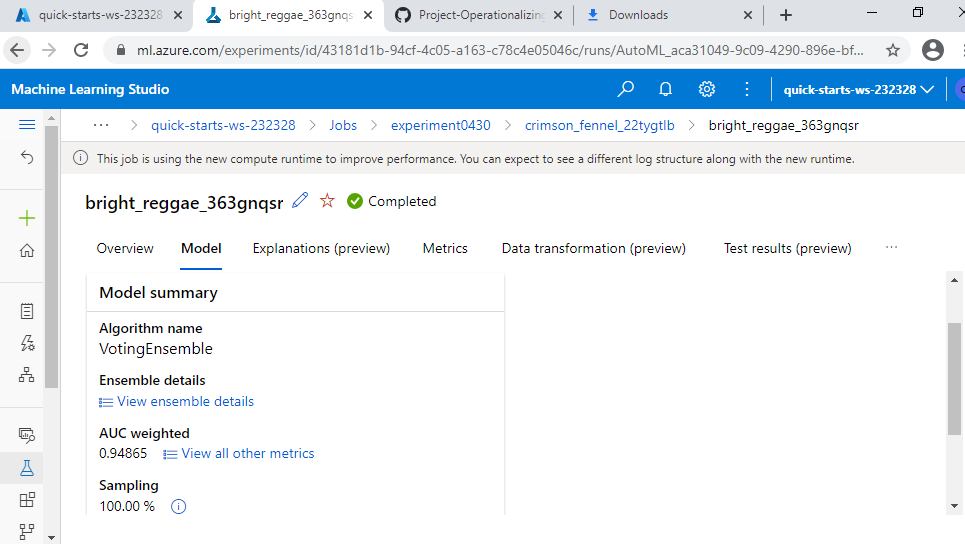 quick-starts-ws-232328
bright_reggae_363gnqs
Project-Operationalizing
Downloads
ml.azure.com/experiments/id/43181d1b-94cf-4c05-a163-c78c4e05046c/runs/AutoML_aca31049-9c09-4290-896e-bf...
Machine Learning Studio
quick-starts-ws-232328
... > quick-starts-ws-232328 > Jobs > experiment0430 > crimson_fennel_22tygtlb > bright_reggae_363gnqsr
This job is using the new compute runtime to improve performance. You can expect to see a different log structure along with the new runtime.
bright_reggae_363gnqsr Completed
Overview Model Explanations (preview) Metrics Data transformation (preview) Test results (preview) ...
Model summary
Algorithm name
VotingEnsemble
Ensemble details
View ensemble details
AUC weighted
0.94865 View all other metrics
Sampling
100.00 %